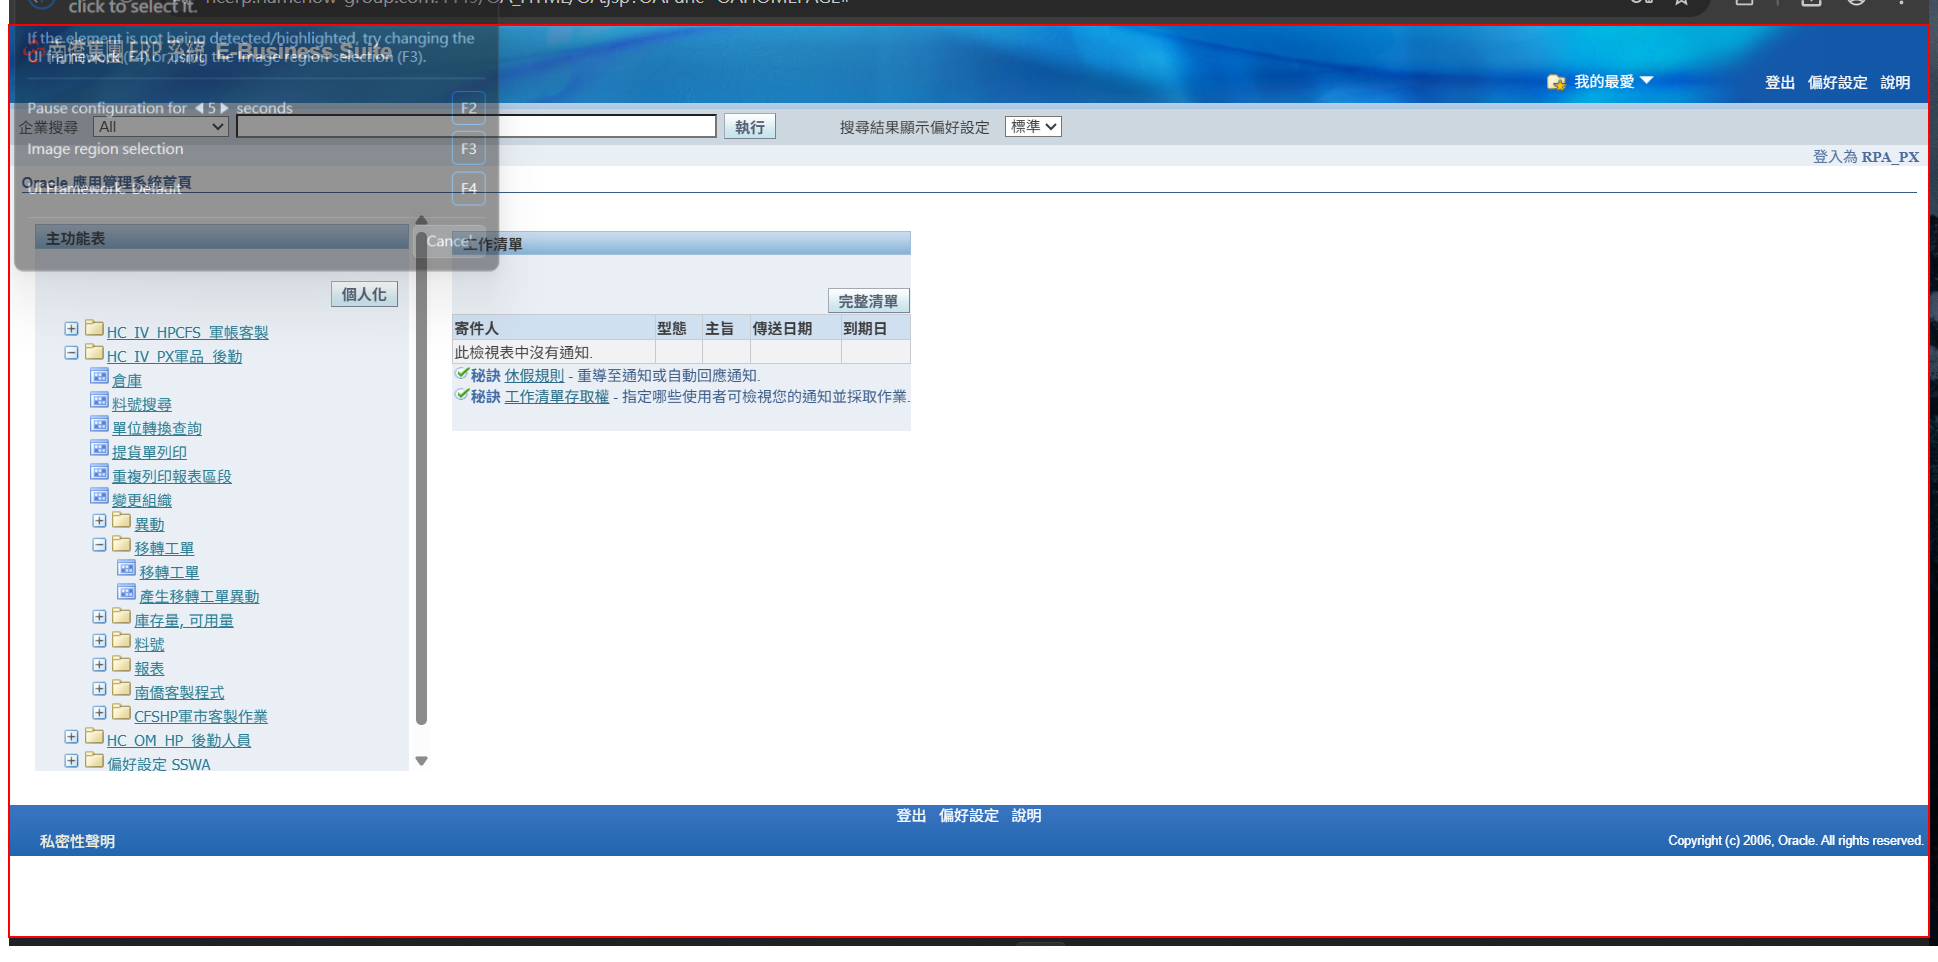 click to select it.
If the element is not being detected/highlighted, try changing the
UI framework (F4) or using the image region selection (F3).
南僑集團 ERP 系統 E-Business Suite
我的最愛
登出 偏好設定 說明
Pause configuration for 5 seconds F2
企業搜尋 All 執行 搜尋結果顯示偏好設定 標準
Image region selection F3
登入為 RPA_PX
Oracle 應用管理系統首頁
UI Framework: Default F4
Cancel
主功能表
工作清單
個人化
完整清單
HC_IV_HPCFS_軍帳客製
HC_IV_PX軍品_後勤
倉庫
料號搜尋
單位轉換查詢
提貨單列印
重複列印報表區段
變更組織
異動
移轉工單
移轉工單
產生移轉工單異動
庫存量, 可用量
料號
報表
南僑客製程式
CFSHP軍市客製作業
HC_OM_HP_後勤人員
偏好設定 SSWA
寄件人 型態 主旨 傳送日期 到期日
此檢視表中沒有通知.
秘訣 休假規則 - 重導至通知或自動回應通知.
秘訣 工作清單存取權 - 指定哪些使用者可檢視您的通知並採取作業.
登出 偏好設定 說明
私密性聲明
Copyright (c) 2006, Oracle. All rights reserved.